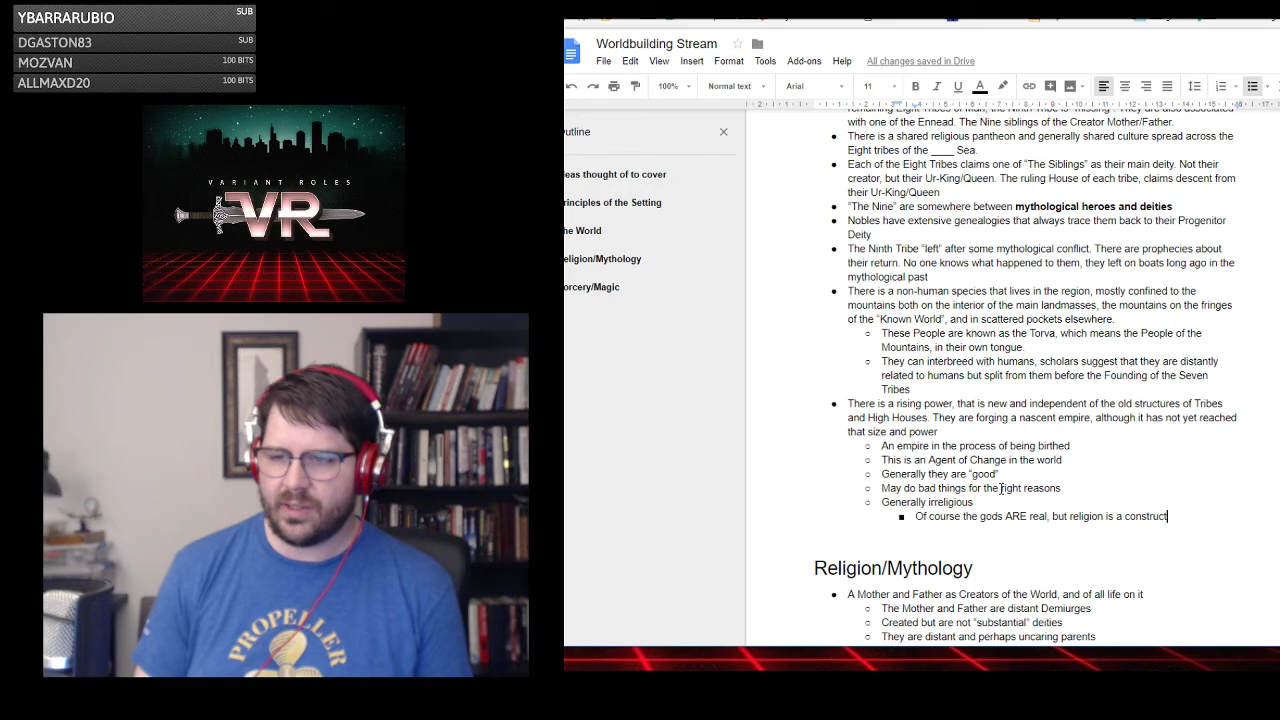 YBARRARUBIO SUB
DGASTON83 SUB
MOZVAN 100 BITS
ALLMAXD20 100 BITS
VARIANT ROLES
VR
PROPELLER
Worldbuilding Stream
File Edit View Insert Format Tools Add-ons Help All changes saved in Drive
100% Normal text Arial 11
utline
deas thought of to cover
rinciples of the Setting
he World
eligion/Mythology
orcery/Magic
remaining Eight Tribes of Man, the Ninth Tribe is "missing". They are also associated
with one of the Ennead. The Nine siblings of the Creator Mother/Father.
● There is a shared religious pantheon and generally shared culture spread across the
Eight tribes of the ____ Sea.
● Each of the Eight Tribes claims one of "The Siblings" as their main deity. Not their
creator, but their Ur-King/Queen. The ruling House of each tribe, claims descent from
their Ur-King/Queen
● "The Nine" are somewhere between mythological heroes and deities
● Nobles have extensive genealogies that always trace them back to their Progenitor
Deity
● The Ninth Tribe "left" after some mythological conflict. There are prophecies about
their return. No one knows what happened to them, they left on boats long ago in the
mythological past
● There is a non-human species that lives in the region, mostly confined to the
mountains both on the interior of the main landmasses, the mountains on the fringes
of the "Known World", and in scattered pockets elsewhere.
○ These People are known as the Torva, which means the People of the
Mountains, in their own tongue.
○ They can interbreed with humans, scholars suggest that they are distantly
related to humans but split from them before the Founding of the Seven
Tribes
● There is a rising power, that is new and independent of the old structures of Tribes
and High Houses. They are forging a nascent empire, although it has not yet reached
that size and power
○ An empire in the process of being birthed
○ This is an Agent of Change in the world
○ Generally they are "good"
○ May do bad things for the right reasons
○ Generally irreligious
■ Of course the gods ARE real, but religion is a construct
Religion/Mythology
● A Mother and Father as Creators of the World, and of all life on it
○ The Mother and Father are distant Demiurges
○ Created but are not "substantial" deities
○ They are distant and perhaps uncaring parents